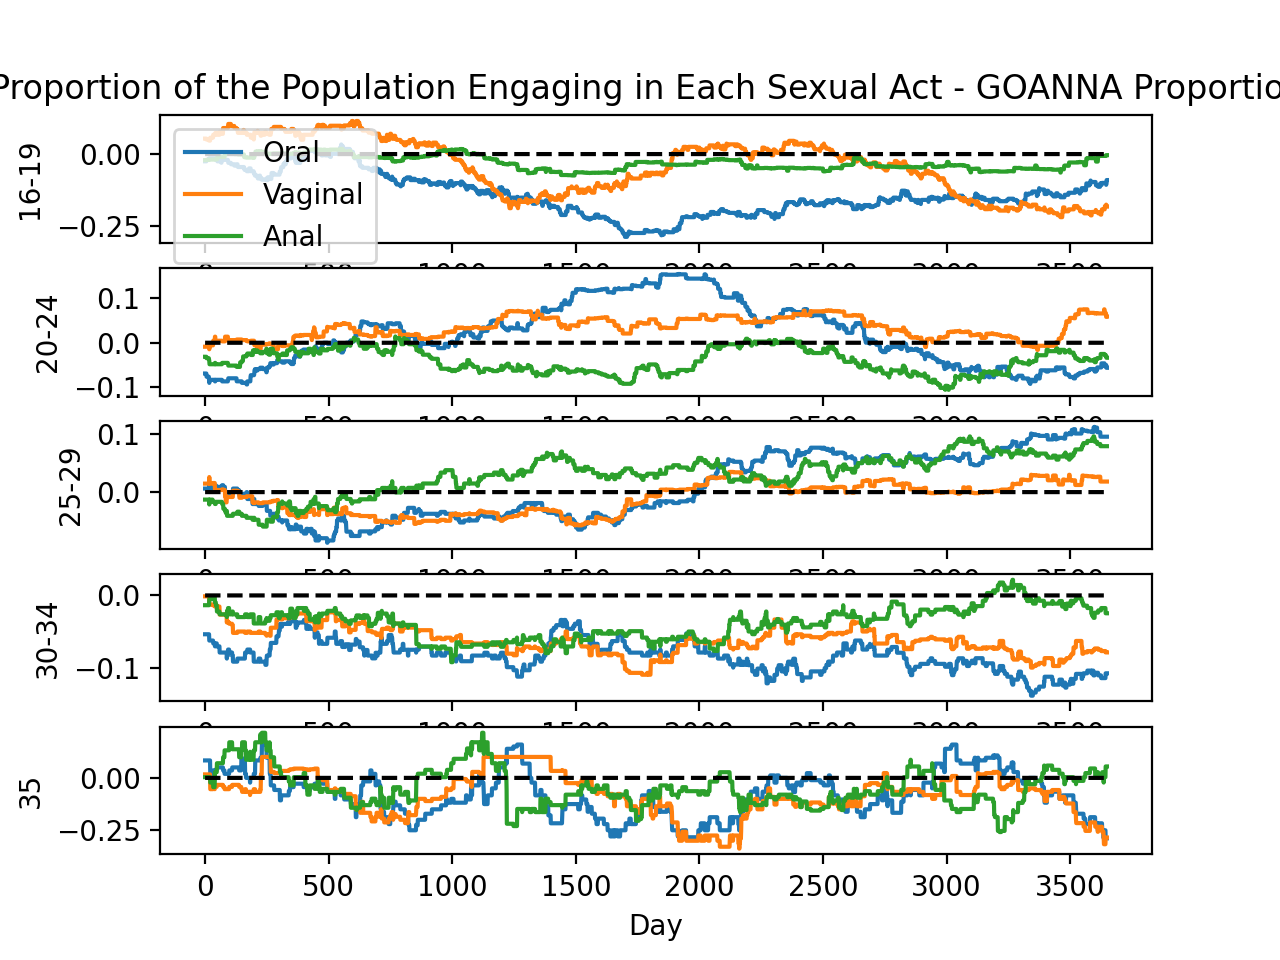 Proportion of the Population Engaging in Each Sexual Act - GOANNA Proportio
16-19
0.00
−0.25
Oral
Vaginal
Anal
20-24
0.1
0.0
−0.1
25-29
0.1
0.0
30-34
0.0
−0.1
35
0.00
−0.25
0 500 1000 1500 2000 2500 3000 3500
Day